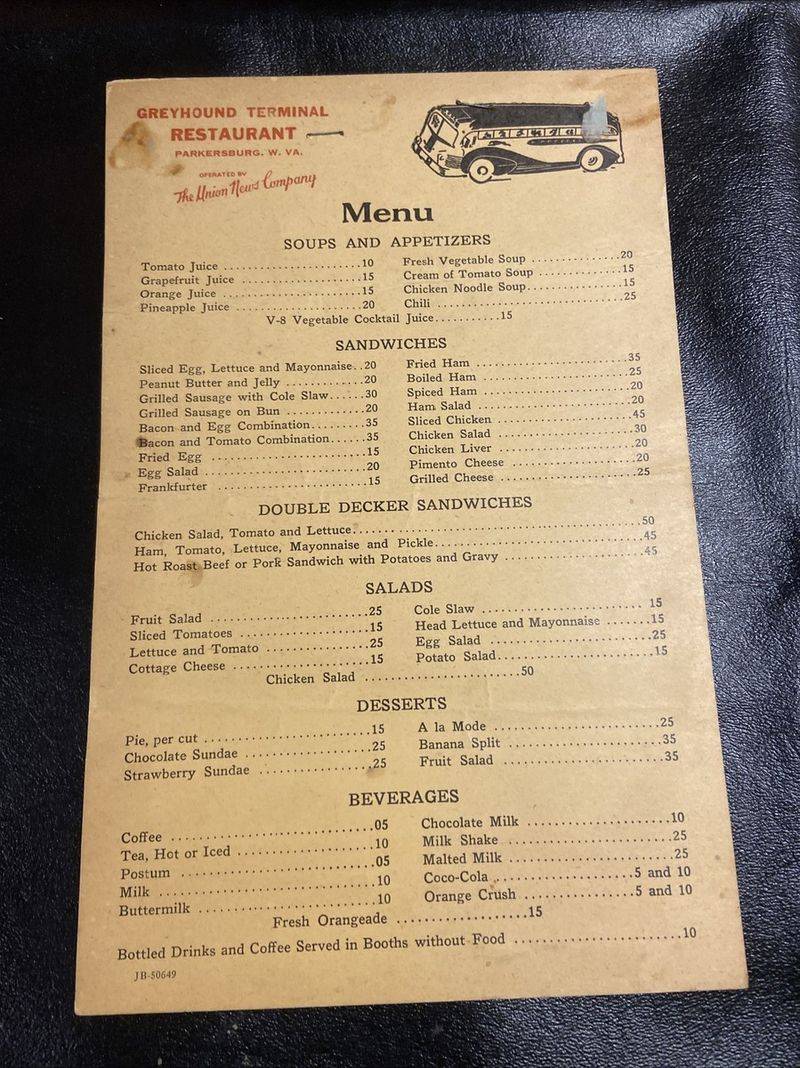 GREYHOUND TERMINAL
RESTAURANT
PARKERSBURG. W. VA.
OPERATED BY
The Union News Company
Menu
SOUPS AND APPETIZERS
Tomato Juice ......................10
Grapefruit Juice ....................15
Orange Juice ......................15
Pineapple Juice ....................20
Fresh Vegetable Soup ..............20
Cream of Tomato Soup .............15
Chicken Noodle Soup...............15
Chili ..............................25
V-8 Vegetable Cocktail Juice..........15
SANDWICHES
Sliced Egg, Lettuce and Mayonnaise..20
Peanut Butter and Jelly ............20
Grilled Sausage with Cole Slaw......30
Grilled Sausage on Bun ............20
Bacon and Egg Combination.........35
Bacon and Tomato Combination......35
Fried Egg ........................15
Egg Salad ........................20
Frankfurter ......................15
Fried Ham ........................35
Boiled Ham ......................25
Spiced Ham ......................20
Ham Salad ........................20
Sliced Chicken ....................45
Chicken Salad ....................30
Chicken Liver ....................20
Pimento Cheese ..................20
Grilled Cheese ....................25
DOUBLE DECKER SANDWICHES
Chicken Salad, Tomato and Lettuce..........................................50
Ham, Tomato, Lettuce, Mayonnaise and Pickle................................45
Hot Roast Beef or Pork Sandwich with Potatoes and Gravy ....................45
SALADS
Fruit Salad ........................25
Sliced Tomatoes ....................15
Lettuce and Tomato ................25
Cottage Cheese ....................15
Cole Slaw ........................ 15
Head Lettuce and Mayonnaise .......15
Egg Salad ........................25
Potato Salad.......................15
Chicken Salad ........................50
DESSERTS
Pie, per cut ........................15
Chocolate Sundae ..................25
Strawberry Sundae ................25
A la Mode ........................25
Banana Split ......................35
Fruit Salad ........................35
BEVERAGES
Coffee ............................05
Tea, Hot or Iced ....................10
Postum ............................05
Milk ..............................10
Buttermilk ........................10
Chocolate Milk ....................10
Milk Shake ........................25
Malted Milk ......................25
Coco-Cola ....................5 and 10
Orange Crush ................5 and 10
Fresh Orangeade ..................15
Bottled Drinks and Coffee Served in Booths without Food ........................10
JB-50649